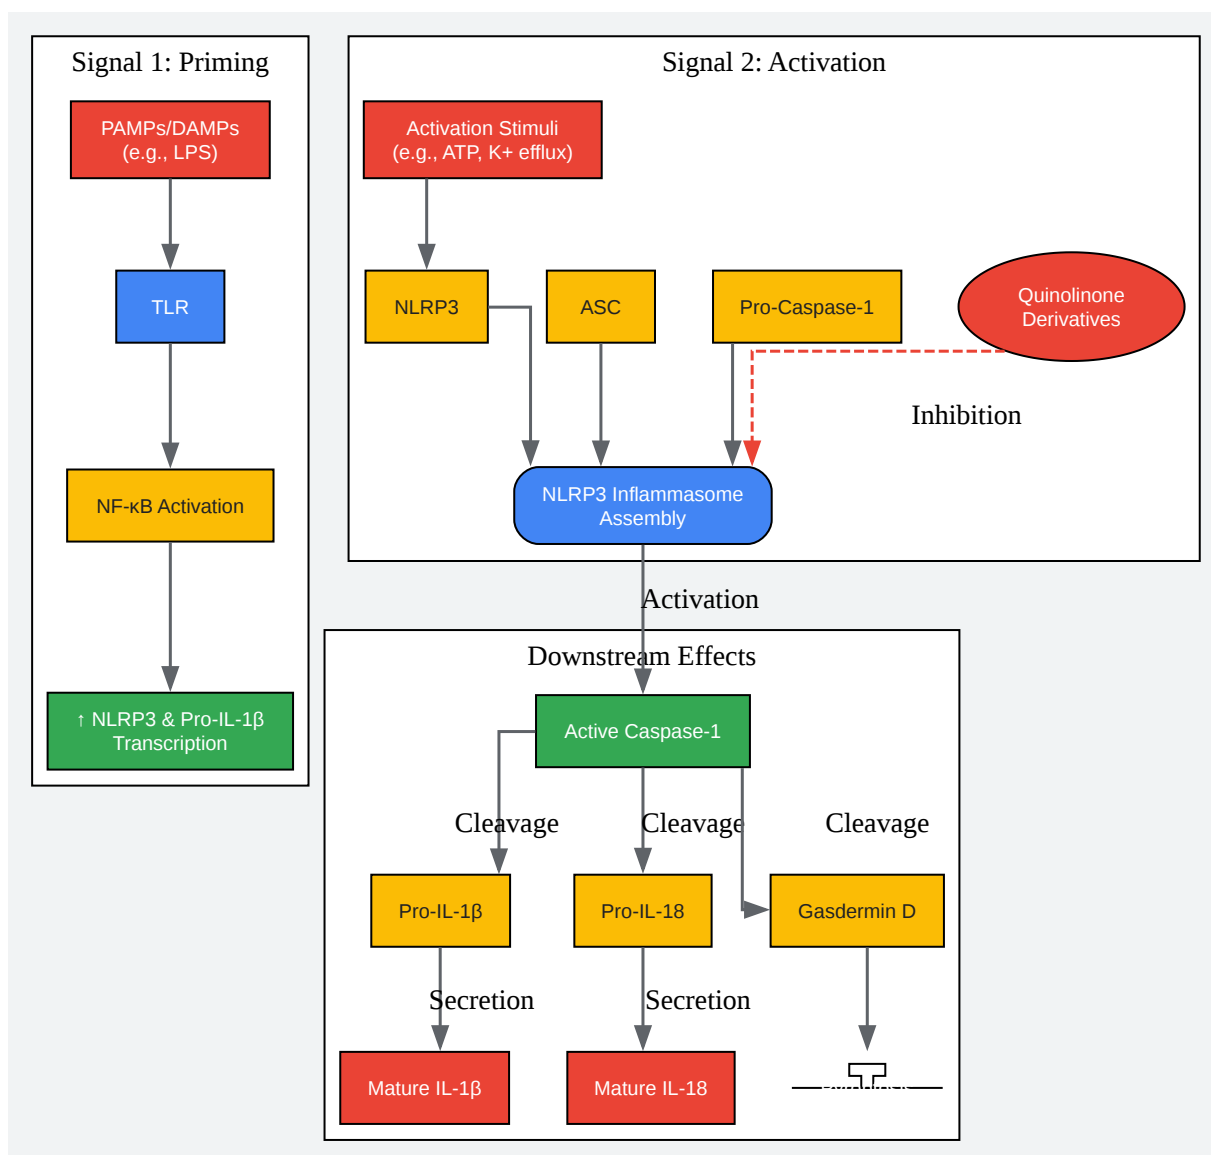 Signal 1: Priming
PAMPs/DAMPs
(e.g., LPS)
TLR
NF-κB Activation
↑ NLRP3 & Pro-IL-1β
Transcription
Signal 2: Activation
Activation Stimuli
(e.g., ATP, K+ efflux)
NLRP3
ASC
Pro-Caspase-1
Quinolinone
Derivatives
Inhibition
NLRP3 Inflammasome
Assembly
Activation
Downstream Effects
Active Caspase-1
Cleavage
Cleavage
Cleavage
Pro-IL-1β
Pro-IL-18
Gasdermin D
Secretion
Secretion
Mature IL-1β
Mature IL-18